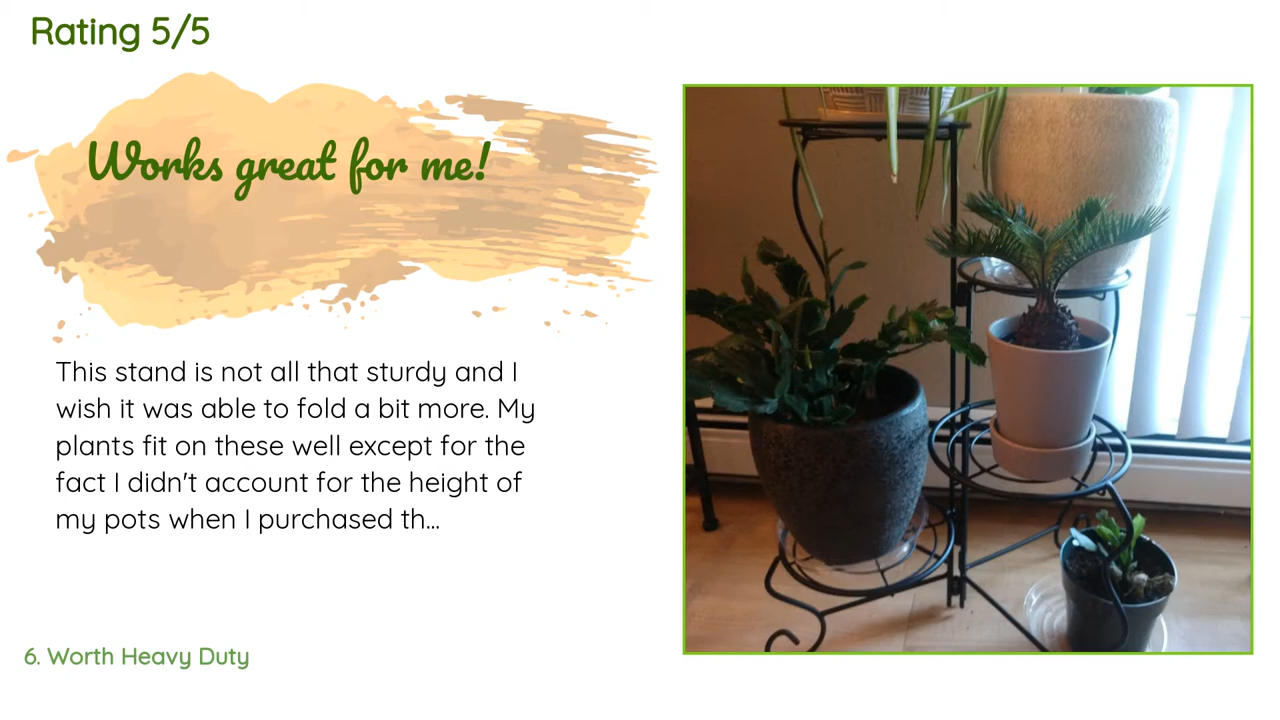 Rating 5/5
Works great for me!
This stand is not all that sturdy and I
wish it was able to fold a bit more. My
plants fit on these well except for the
fact I didn't account for the height of
my pots when I purchased th...
6. Worth Heavy Duty